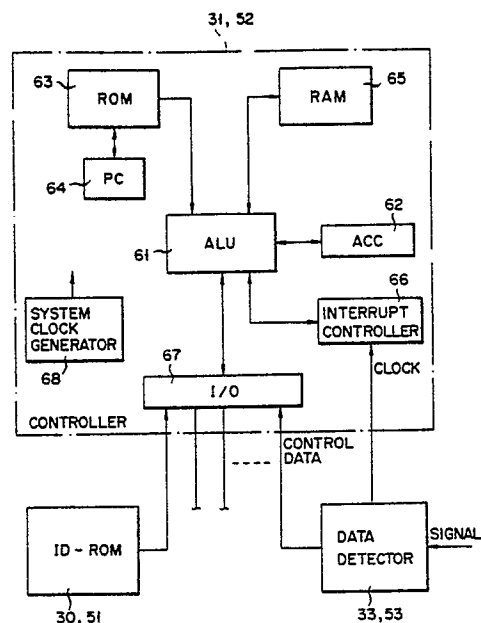 31, 52
63
ROM
65
RAM
64
PC
62
ACC
61
ALU
66
INTERRUPT
CONTROLLER
SYSTEM
CLOCK
GENERATOR
68
67
I/O
CLOCK
CONTROLLER
CONTROL
DATA
ID-ROM
30, 51
DATA
DETECTOR
SIGNAL
33, 53